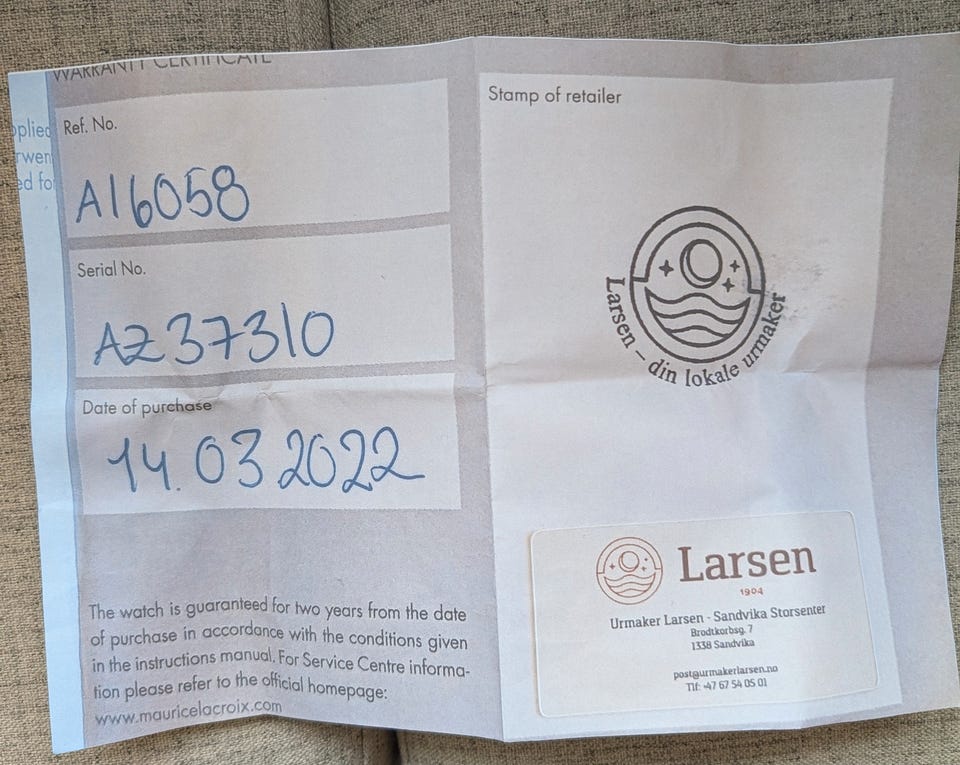 WARRANTY CERTIFICATE
Ref. No.
AI6058
Serial No.
AZ37310
Date of purchase
14.03 2022
The watch is guaranteed for two years from the date
of purchase in accordance with the conditions given
in the instructions manual. For Service Centre informa-
tion please refer to the official homepage:
www.mauricelacroix.com
Stamp of retailer
Larsen – din lokale urmaker
Larsen
1904
Urmaker Larsen - Sandvika Storsenter
Brodtkorbsg. 7
1338 Sandvika
post@urmakerlarsen.no
Tlf: +47 67 54 05 01